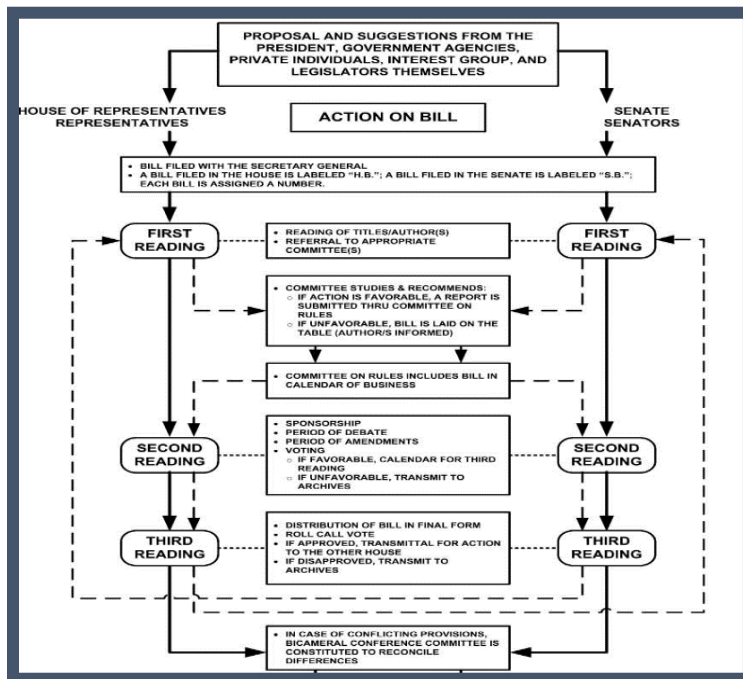 PROPOSAL AND SUGGESTIONS FROM THE
PRESIDENT, GOVERNMENT AGENCIES,
PRIVATE INDIVIDUALS, INTEREST GROUP, AND
LEGISLATORS THEMSELVES
HOUSE OF REPRESENTATIVES
REPRESENTATIVES
ACTION ON BILL
SENATE
SENATORS
• BILL FILED WITH THE SECRETARY GENERAL
• A BILL FILED IN THE HOUSE IS LABELED “H.B.”; A BILL FILED IN THE SENATE IS LABELED “S.B.”;
EACH BILL IS ASSIGNED A NUMBER.
FIRST
READING
• READING OF TITLES/AUTHOR(S)
• REFERRAL TO APPROPRIATE
COMMITTEE(S)
FIRST
READING
• COMMITTEE STUDIES & RECOMMENDS:
○ IF ACTION IS FAVORABLE, A REPORT IS
SUBMITTED THRU COMMITTEE ON
RULES
○ IF UNFAVORABLE, BILL IS LAID ON THE
TABLE (AUTHOR/S INFORMED)
• COMMITTEE ON RULES INCLUDES BILL IN
CALENDAR OF BUSINESS
SECOND
READING
• SPONSORSHIP
• PERIOD OF DEBATE
• PERIOD OF AMENDMENTS
• VOTING
○ IF FAVORABLE, CALENDAR FOR THIRD
READING
○ IF UNFAVORABLE, TRANSMIT TO
ARCHIVES
SECOND
READING
THIRD
READING
• DISTRIBUTION OF BILL IN FINAL FORM
• ROLL CALL VOTE
• IF APPROVED, TRANSMITTAL FOR ACTION
TO THE OTHER HOUSE
• IF DISAPPROVED, TRANSMIT TO
ARCHIVES
THIRD
READING
• IN CASE OF CONFLICTING PROVISIONS,
BICAMERAL CONFERENCE COMMITTEE IS
CONSTITUTED TO RECONCILE
DIFFERENCES